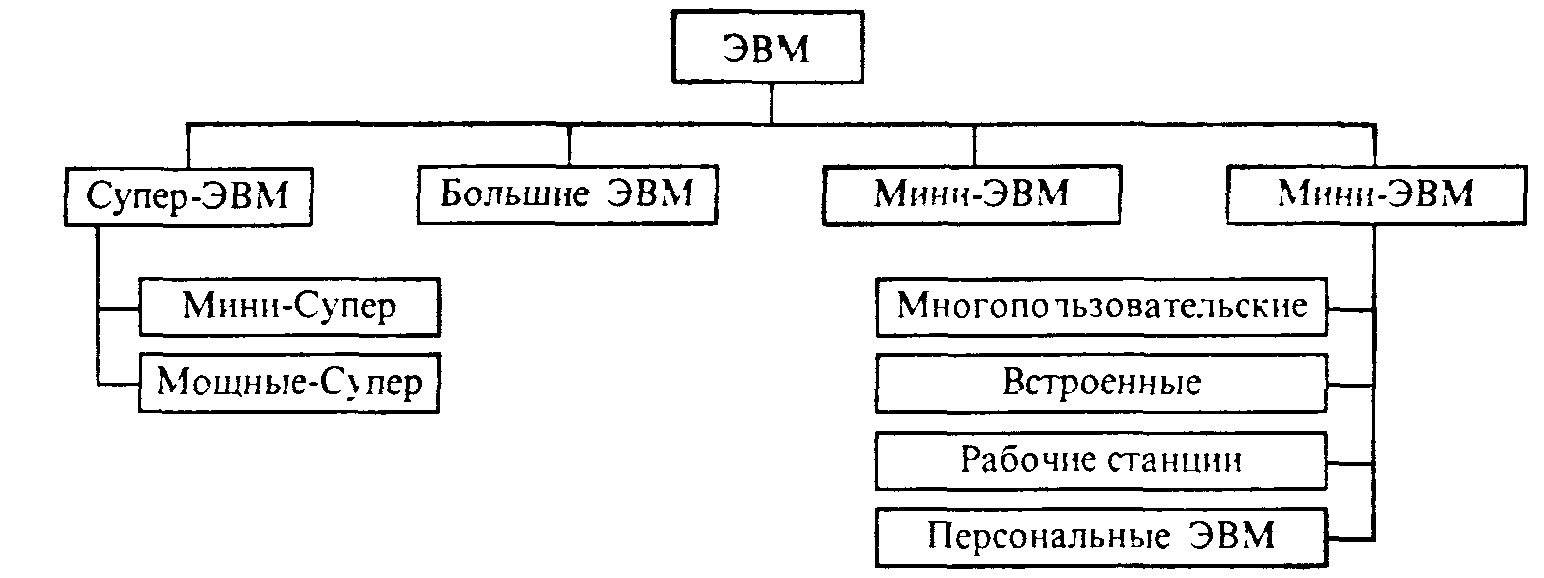 ЭВМ
Супер-ЭВМ
Большие ЭВМ
Мини-ЭВМ
Мини-ЭВМ
Мини-Супер
Мощные-Супер
Многопользовательские
Встроенные
Рабочие станции
Персональные ЭВМ